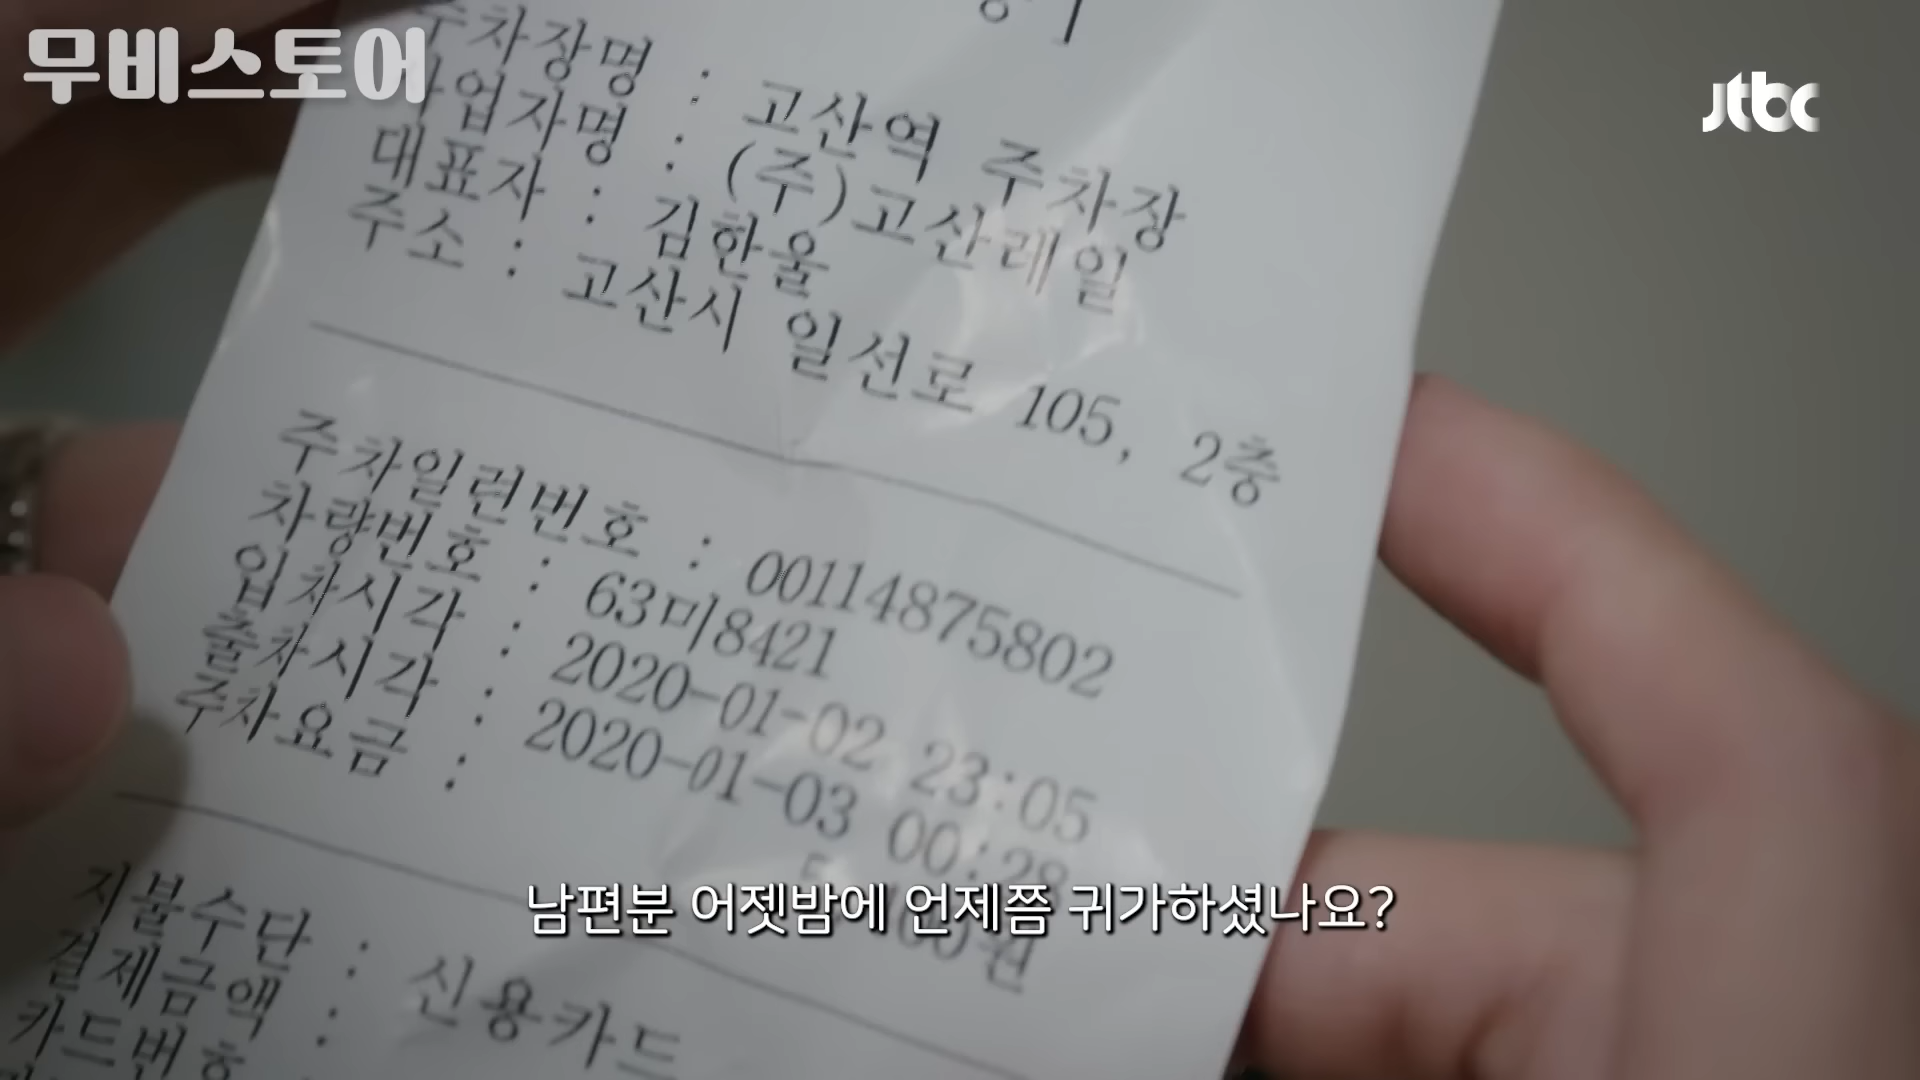 무비스토어
jtbc
주차장명 : 고산역 주차장
사업자명 : (주)고산레일
대표자 : 김한울
주소 : 고산시 일선로 105, 2층
주차일련번호 : 00114875802
차량번호 : 63미8421
입차시각 : 2020-01-02 23:05
출차시각 : 2020-01-03 00:28
주차요금 :
남편분 어젯밤에 언제쯤 귀가하셨나요?
지불수단 : 신용카드
결제금액 :
카드번호